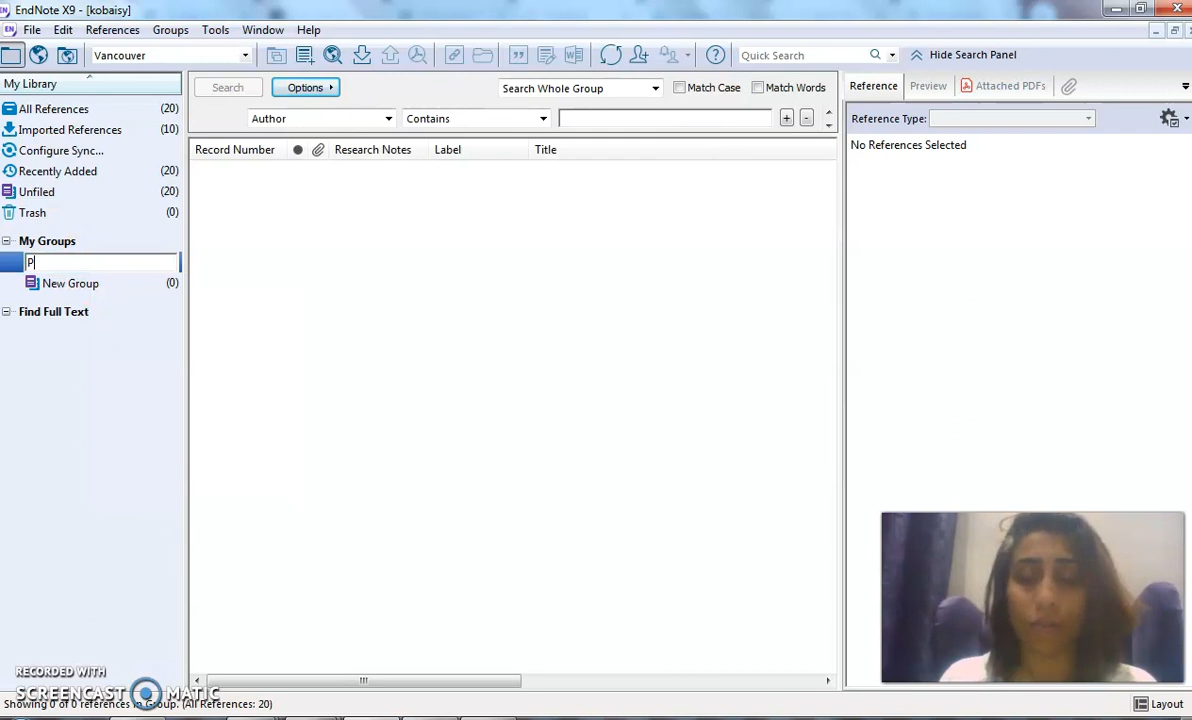 EndNote X9 - [kobaisy]
File Edit References Groups Tools Window Help
Vancouver
Quick Search
Hide Search Panel
My Library
All References (20)
Imported References (10)
Configure Sync...
Recently Added (20)
Unfiled (20)
Trash (0)
My Groups
P
New Group (0)
Find Full Text
Search Options Search Whole Group Match Case Match Words
Author Contains + -
Record Number Research Notes Label Title
Reference Preview Attached PDFs
Reference Type:
No References Selected
RECORDED WITH
SCREENCAST MATIC
Showing 0 of 0 references in Group. (All References: 20)
Layout